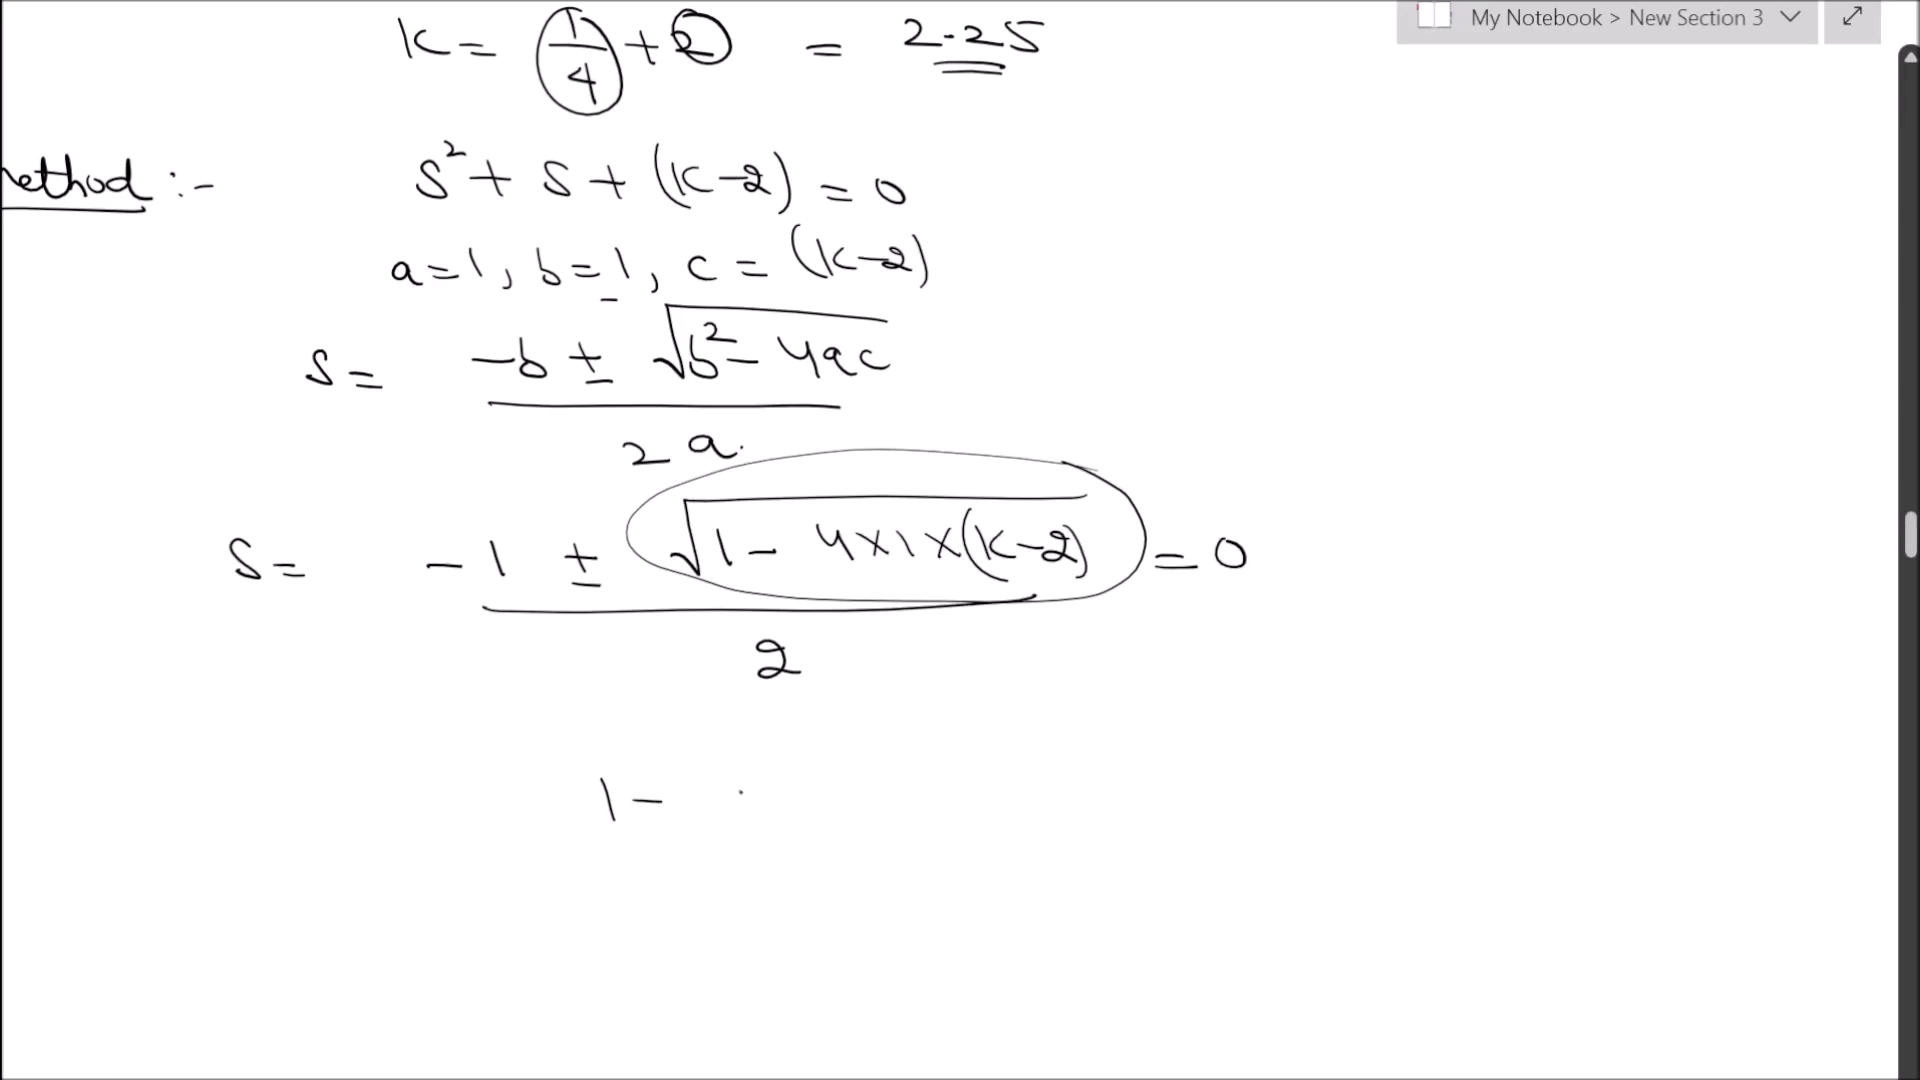 My Notebook > New Section 3
K = 1/4 + 2 = 2.25
ethod :- s² + s + (K-2) = 0
a=1, b=1, c = (K-2)
s = -b ± √b² - 4ac
2a
s = -1 ± √1 - 4×1×(K-2) = 0
2
1 -